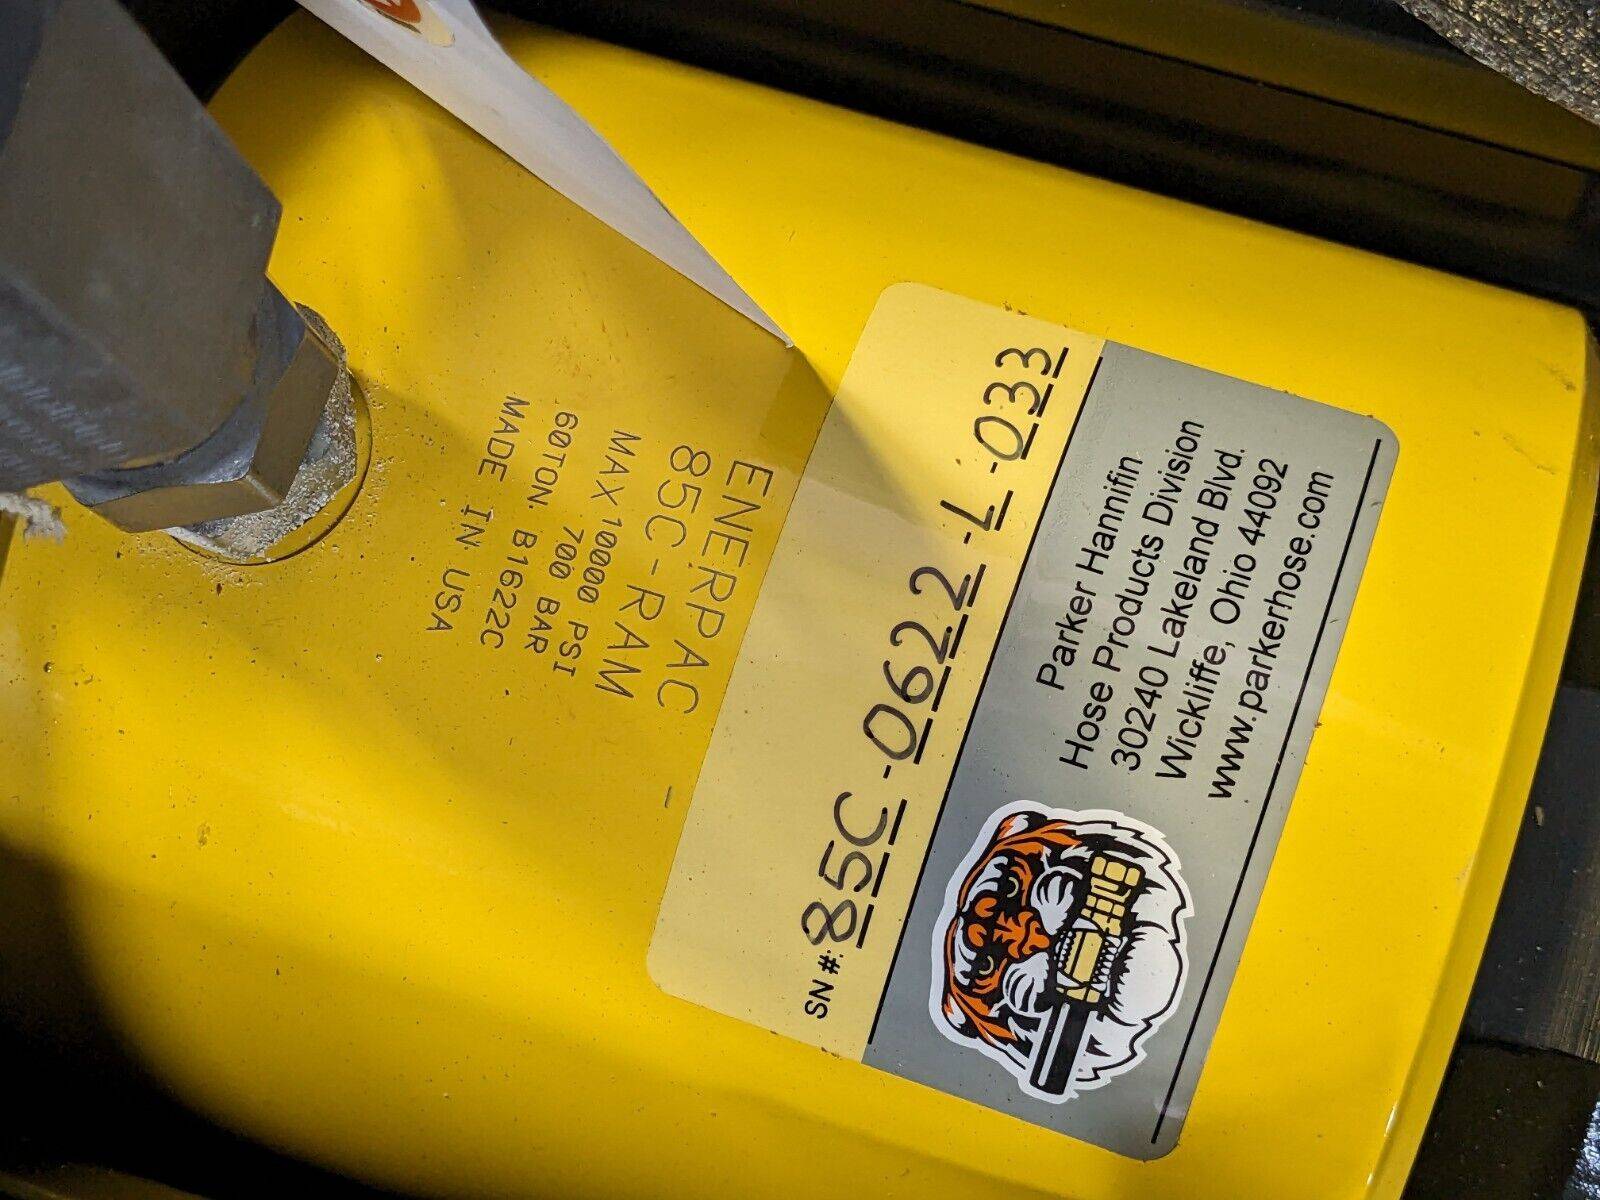 ENERPAC -
85C-RAM
MAX 10000 PSI
700 BAR
60TON. B1622C
MADE IN USA
SN #: 85C-0622-L-033
Parker Hannifin
Hose Products Division
30240 Lakeland Blvd.
Wickliffe, Ohio 44092
www.parkerhose.com